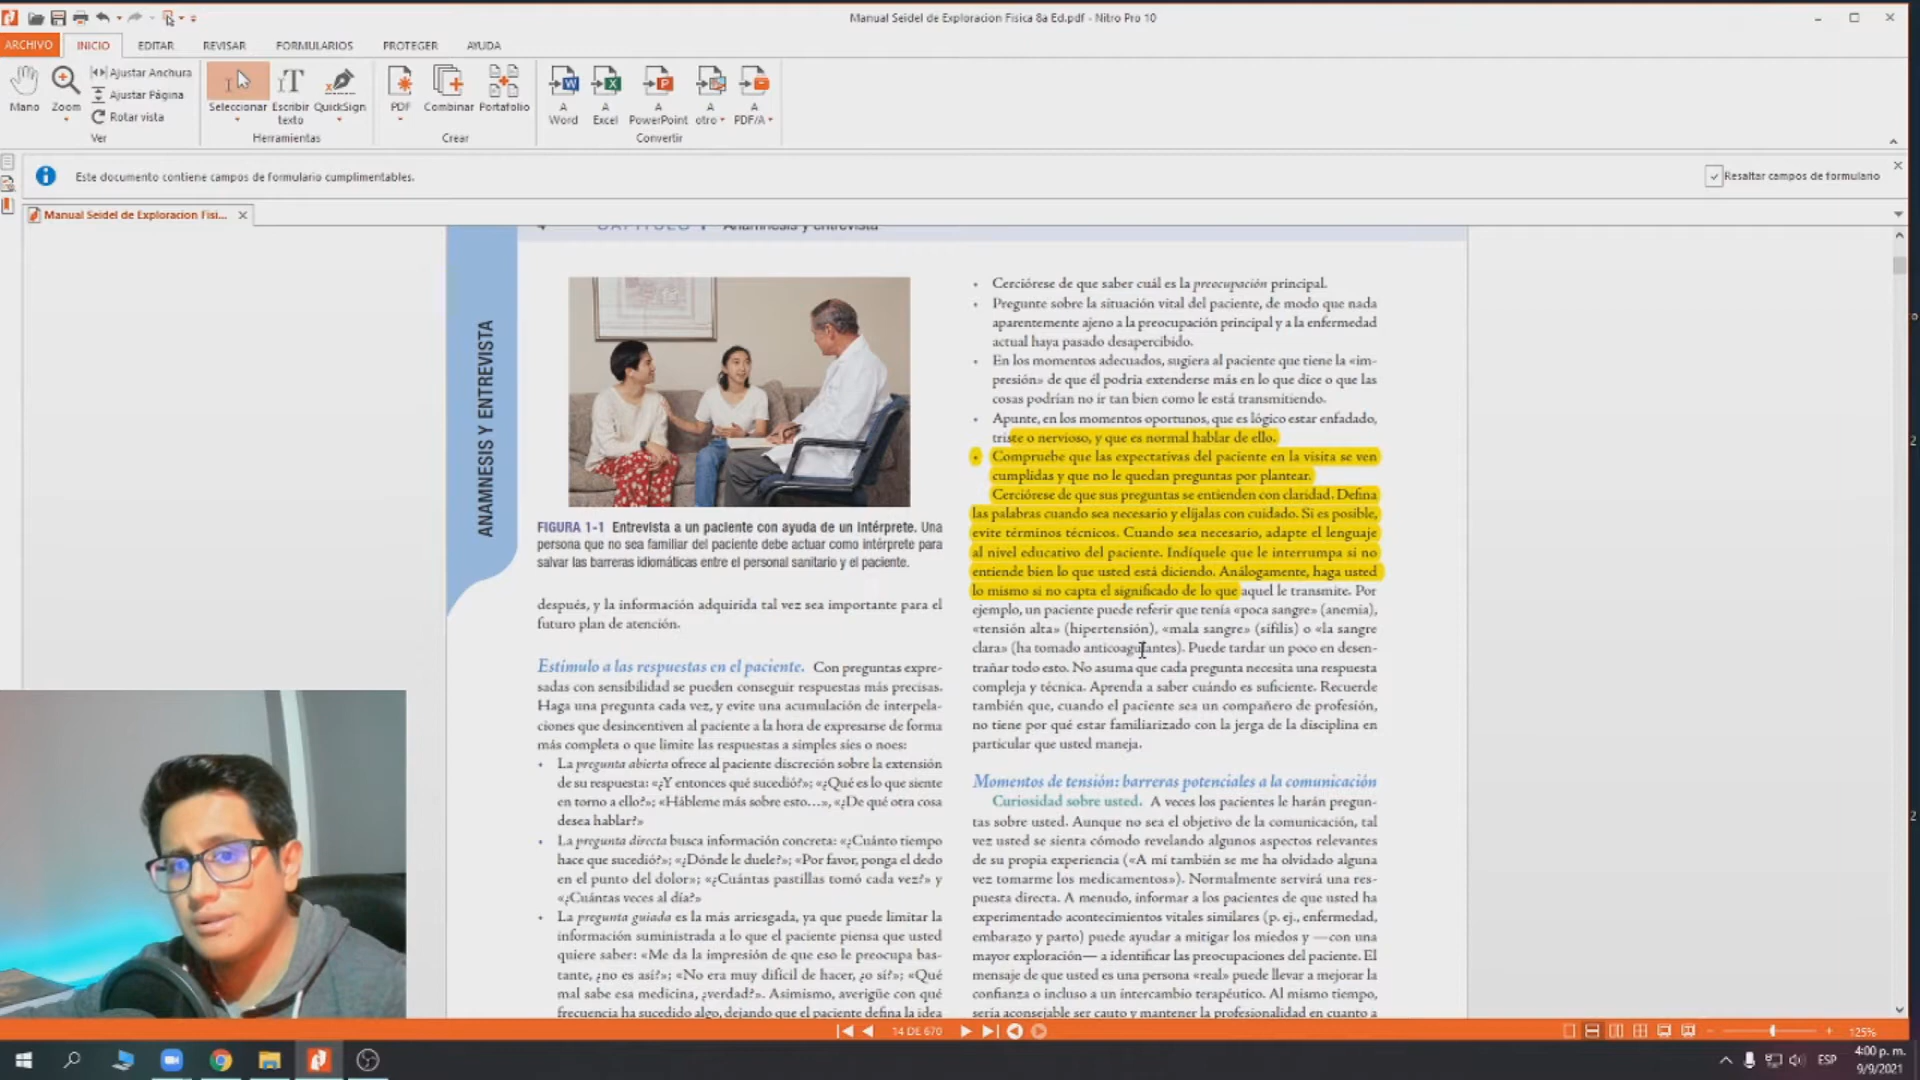 Manual Seidel de Exploracion Fisica 8a Ed.pdf - Nitro Pro 10
ARCHIVO
INICIO
EDITAR
REVISAR
FORMULARIOS
PROTEGER
AYUDA
Mano
Zoom
Ajustar Anchura
Ajustar Página
Rotar vista
Ver
Seleccionar
Escribir texto
QuickSign
Herramientas
PDF
Combinar
Portafolio
Crear
A Word
A Excel
A PowerPoint
A otro
A PDF/A
Convertir
Este documento contiene campos de formulario cumplimentables.
Resaltar campos de formulario
Manual Seidel de Exploracion Fisi...
4 CAPÍTULO 1 Anamnesis y entrevista
ANAMNESIS Y ENTREVISTA
FIGURA 1-1 Entrevista a un paciente con ayuda de un intérprete. Una
persona que no sea familiar del paciente debe actuar como intérprete para
salvar las barreras idiomáticas entre el personal sanitario y el paciente.
después, y la información adquirida tal vez sea importante para el
futuro plan de atención.
Estímulo a las respuestas en el paciente. Con preguntas expre-
sadas con sensibilidad se pueden conseguir respuestas más precisas.
Haga una pregunta cada vez, y evite una acumulación de interpela-
ciones que desincentiven al paciente a la hora de expresarse de forma
más completa o que limite las respuestas a simples síes o noes:
• La pregunta abierta ofrece al paciente discreción sobre la extensión
de su respuesta: «¿Y entonces qué sucedió?»; «¿Qué es lo que siente
en torno a ello?»; «Hábleme más sobre esto...», «¿De qué otra cosa
desea hablar?»
• La pregunta directa busca información concreta: «¿Cuánto tiempo
hace que sucedió?»; «¿Dónde le duele?»; «Por favor, ponga el dedo
en el punto del dolor»; «¿Cuántas pastillas tomó cada vez?» y
«¿Cuántas veces al día?»
• La pregunta guiada es la más arriesgada, ya que puede limitar la
información suministrada a lo que el paciente piensa que usted
quiere saber: «Me da la impresión de que eso le preocupa bas-
tante, ¿no es así?»; «No era muy difícil de hacer, ¿o sí?»; «Qué
mal sabe esa medicina, ¿verdad?». Asimismo, averigüe con qué
frecuencia ha sucedido algo, dejando que el paciente defina la idea
• Cerciórese de que saber cuál es la preocupación principal.
• Pregunte sobre la situación vital del paciente, de modo que nada
aparentemente ajeno a la preocupación principal y a la enfermedad
actual haya pasado desapercibido.
• En los momentos adecuados, sugiera al paciente que tiene la «im-
presión» de que él podría extenderse más en lo que dice o que las
cosas podrían no ir tan bien como le está transmitiendo.
• Apunte, en los momentos oportunos, que es lógico estar enfadado,
triste o nervioso, y que es normal hablar de ello.
• Compruebe que las expectativas del paciente en la visita se ven
cumplidas y que no le quedan preguntas por plantear.
Cerciórese de que sus preguntas se entienden con claridad. Defina
las palabras cuando sea necesario y elíjalas con cuidado. Si es posible,
evite términos técnicos. Cuando sea necesario, adapte el lenguaje
al nivel educativo del paciente. Indíquele que le interrumpa si no
entiende bien lo que usted está diciendo. Análogamente, haga usted
lo mismo si no capta el significado de lo que aquel le transmite. Por
ejemplo, un paciente puede referir que tenía «poca sangre» (anemia),
«tensión alta» (hipertensión), «mala sangre» (sífilis) o «la sangre
clara» (ha tomado anticoagulantes). Puede tardar un poco en desen-
trañar todo esto. No asuma que cada pregunta necesita una respuesta
compleja y técnica. Aprenda a saber cuándo es suficiente. Recuerde
también que, cuando el paciente sea un compañero de profesión,
no tiene por qué estar familiarizado con la jerga de la disciplina en
particular que usted maneja.
Momentos de tensión: barreras potenciales a la comunicación
Curiosidad sobre usted. A veces los pacientes le harán pregun-
tas sobre usted. Aunque no sea el objetivo de la comunicación, tal
vez usted se sienta cómodo revelando algunos aspectos relevantes
de su propia experiencia («A mí también se me ha olvidado alguna
vez tomarme los medicamentos»). Normalmente servirá una res-
puesta directa. A menudo, informar a los pacientes de que usted ha
experimentado acontecimientos vitales similares (p. ej., enfermedad,
embarazo y parto) puede ayudar a mitigar los miedos y —con una
mayor exploración— a identificar las preocupaciones del paciente. El
mensaje de que usted es una persona «real» puede llevar a mejorar la
confianza o incluso a un intercambio terapéutico. Al mismo tiempo,
sería aconsejable ser cauto y mantener la profesionalidad en cuanto a
14 DE 670
125%
ESP
4:00 p. m.
9/9/2021